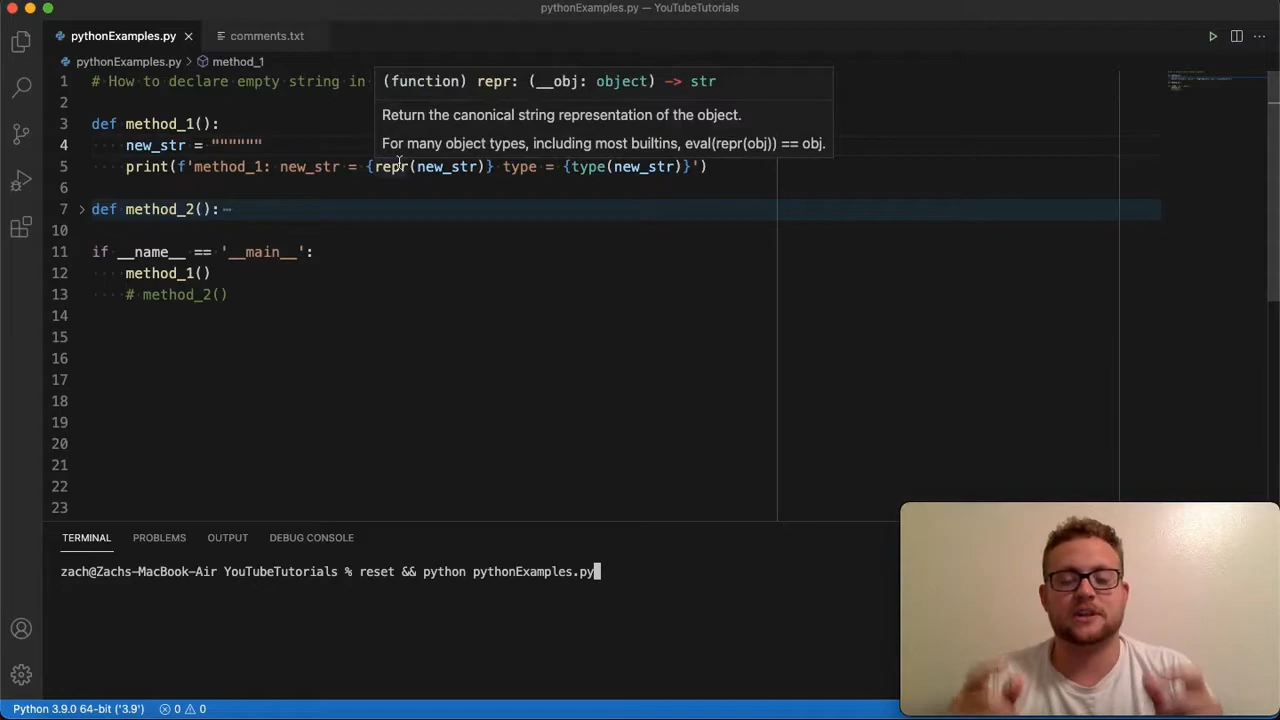 pythonExamples.py — YouTubeTutorials
pythonExamples.py
comments.txt
pythonExamples.py > method_1
1 # How to declare empty string in
(function) repr: (__obj: object) -> str
Return the canonical string representation of the object.
For many object types, including most builtins, eval(repr(obj)) == obj.
2
3 def method_1():
4 new_str = """"""
5 print(f'method_1: new_str = {repr(new_str)} type = {type(new_str)}')
6
7 def method_2():
10
11 if __name__ == '__main__':
12 method_1()
13 # method_2()
14
15
16
17
18
19
20
21
22
23
TERMINAL PROBLEMS OUTPUT DEBUG CONSOLE
zach@Zachs-MacBook-Air YouTubeTutorials % reset && python pythonExamples.py
Python 3.9.0 64-bit ('3.9') 0 0